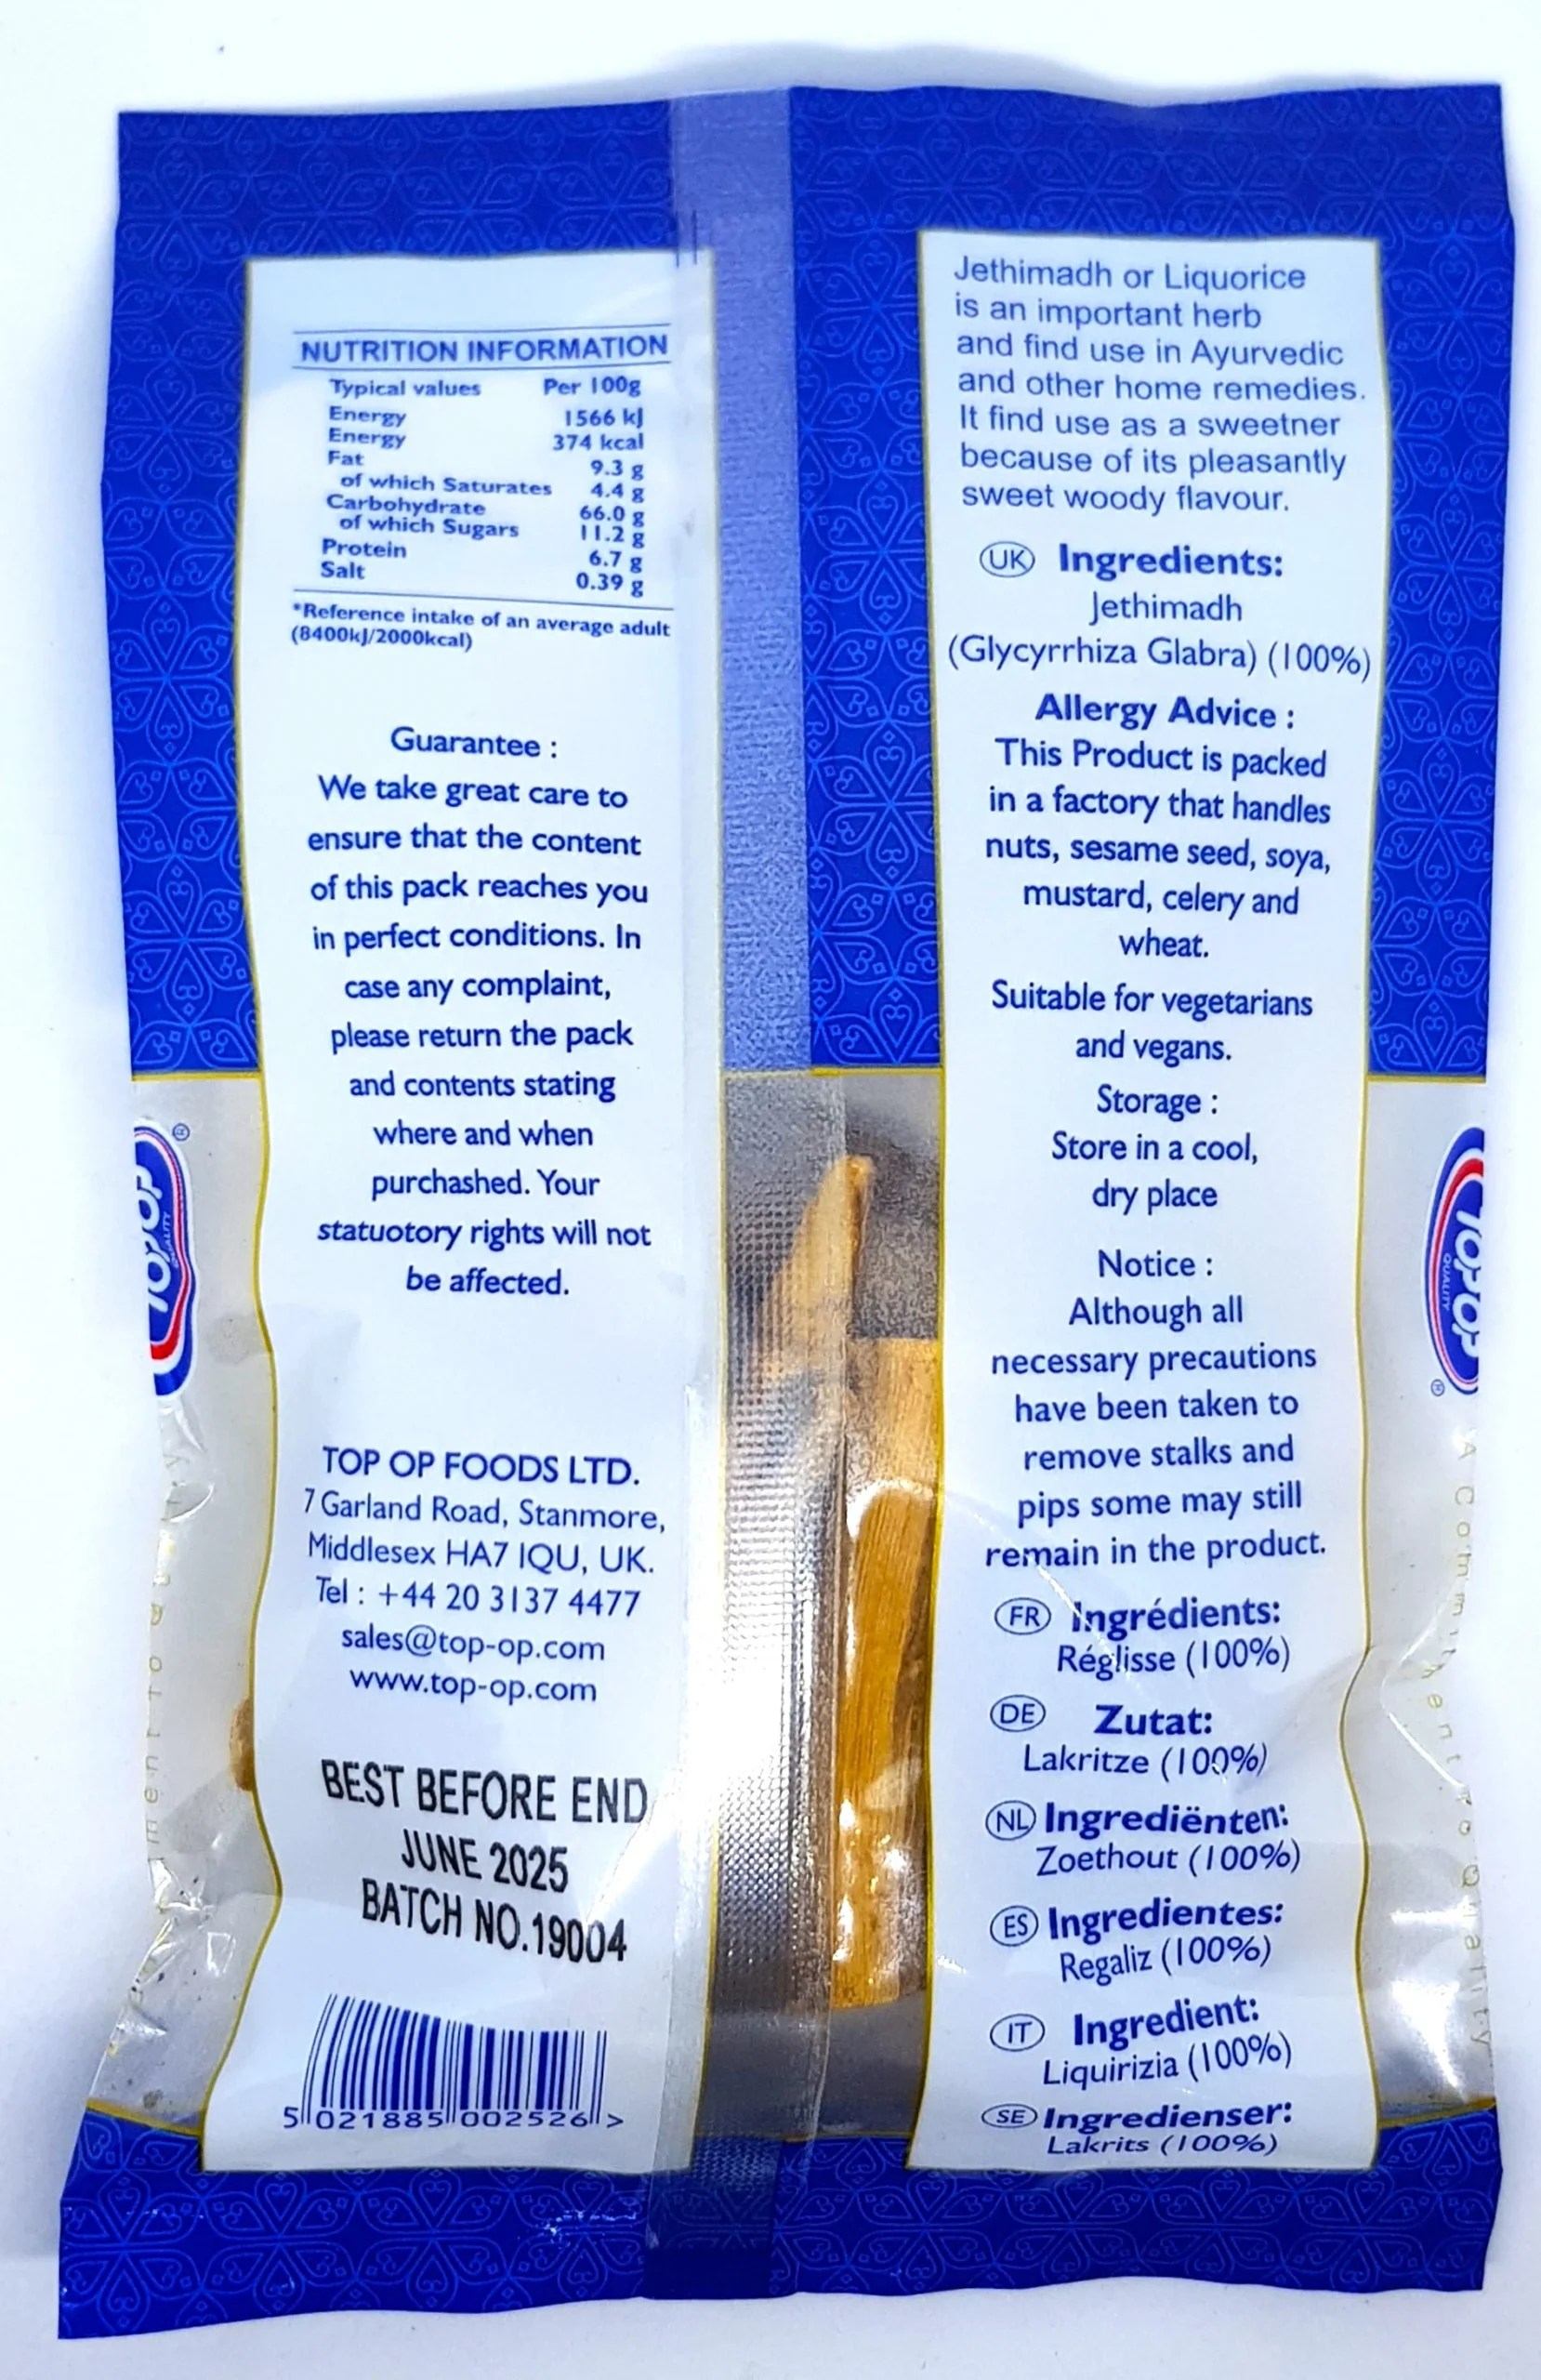 NUTRITION INFORMATION
Typical values Per 100g
Energy 1566 kJ
Energy 374 kcal
Fat 9.3 g
of which Saturates 4.4 g
Carbohydrate 66.0 g
of which Sugars 11.2 g
Protein 6.7 g
Salt 0.39 g
*Reference intake of an average adult
(8400kJ/2000kcal)
Guarantee :
We take great care to
ensure that the content
of this pack reaches you
in perfect conditions. In
case any complaint,
please return the pack
and contents stating
where and when
purchashed. Your
statuotory rights will not
be affected.
TOP OP FOODS LTD.
7 Garland Road, Stanmore,
Middlesex HA7 1QU, UK.
Tel : +44 20 3137 4477
sales@top-op.com
www.top-op.com
BEST BEFORE END
JUNE 2025
BATCH NO.19004
5 021885 002526 >
Jethimadh or Liquorice
is an important herb
and find use in Ayurvedic
and other home remedies.
It find use as a sweetner
because of its pleasantly
sweet woody flavour.
UK Ingredients:
Jethimadh
(Glycyrrhiza Glabra) (100%)
Allergy Advice :
This Product is packed
in a factory that handles
nuts, sesame seed, soya,
mustard, celery and
wheat.
Suitable for vegetarians
and vegans.
Storage :
Store in a cool,
dry place
Notice :
Although all
necessary precautions
have been taken to
remove stalks and
pips some may still
remain in the product.
FR Ingrédients:
Réglisse (100%)
DE Zutat:
Lakritze (100%)
NL Ingrediënten:
Zoethout (100%)
ES Ingredientes:
Regaliz (100%)
IT Ingredient:
Liquirizia (100%)
SE Ingredienser:
Lakrits (100%)
TOP-OP
QUALITY
®
A Commitment To Quality
TOP-OP
QUALITY
®